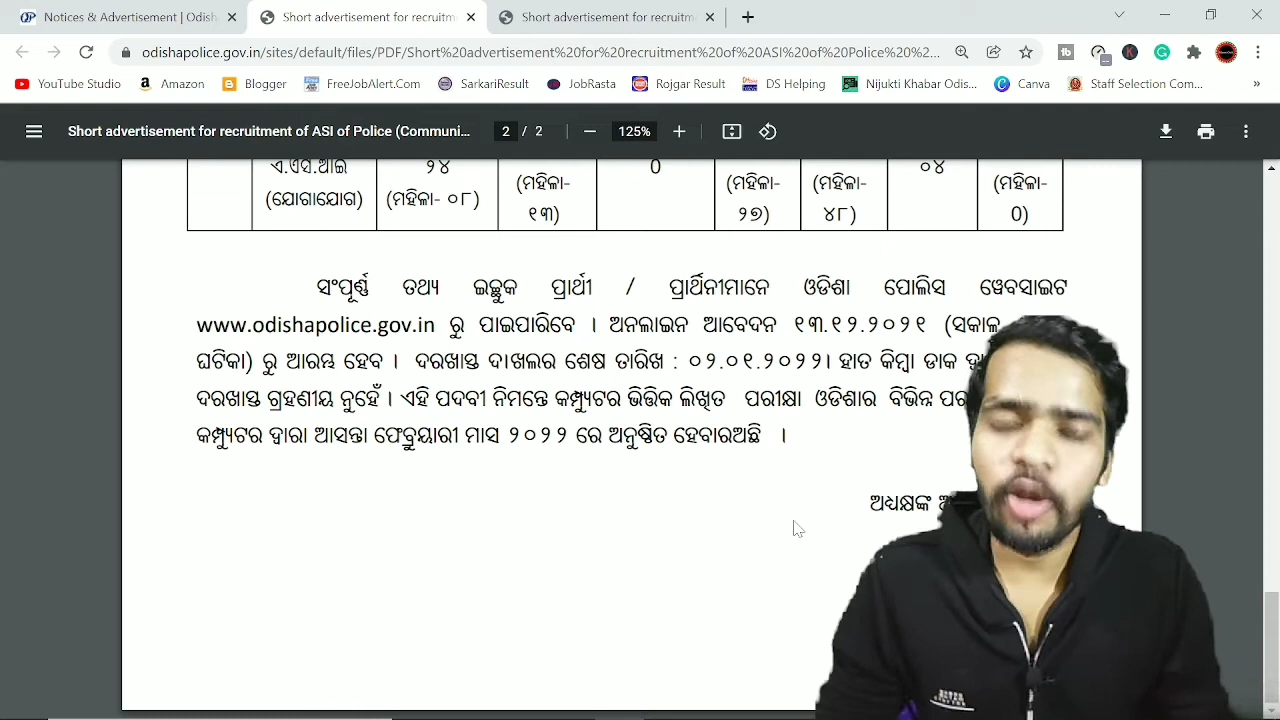 Notices & Advertisement | Odish
Short advertisement for recruitm
Short advertisement for recruitm
odishapolice.gov.in/sites/default/files/PDF/Short%20advertisement%20for%20recruitment%20of%20ASI%20of%20Police%20%2...
YouTube Studio
Amazon
Blogger
FreeJobAlert.Com
SarkariResult
JobRasta
Rojgar Result
DS Helping
Nijukti Khabar Odis...
Canva
Staff Selection Com...
Short advertisement for recruitment of ASI of Police (Communi...
2 / 2
125%
ଏ.ଏସ.ଆଇ ୨୪ 0 ୦୪
(ଯୋଗାଯୋଗ) (ମହିଳା- ୦୮) (ମହିଳା- ୧୩) (ମହିଳା- ୨୭) (ମହିଳା- ୪୮) (ମହିଳା- 0)
ସଂପୂର୍ଣ୍ଣ ତଥ୍ୟ ଇଚ୍ଛୁକ ପ୍ରାର୍ଥୀ / ପ୍ରାର୍ଥିନୀମାନେ ଓଡିଶା ପୋଲିସ ୱେବସାଇଟ
www.odishapolice.gov.in ରୁ ପାଇପାରିବେ । ଅନଲାଇନ ଆବେଦନ ୧୩.୧୨.୨୦୨୧ (ସକାଳ
ଘଟିକା) ରୁ ଆରମ୍ଭ ହେବ । ଦରଖାସ୍ତ ଦାଖଲର ଶେଷ ତାରିଖ : ୦୨.୦୧.୨୦୨୨। ହାତ କିମ୍ବା ଡାକ
ଦରଖାସ୍ତ ଗ୍ରହଣୀୟ ନୁହେଁ । ଏହି ପଦବୀ ନିମନ୍ତେ କମ୍ପ୍ୟୁଟର ଭିତ୍ତିକ ଲିଖିତ ପରୀକ୍ଷା ଓଡିଶାର ବିଭିନ୍ନ
କମ୍ପ୍ୟୁଟର ଦ୍ୱାରା ଆସନ୍ତା ଫେବ୍ରୁୟାରୀ ମାସ ୨୦୨୨ ରେ ଅନୁଷ୍ଠିତ ହେବାରଅଛି ।
ଅଧ୍ୟକ୍ଷଙ୍କ